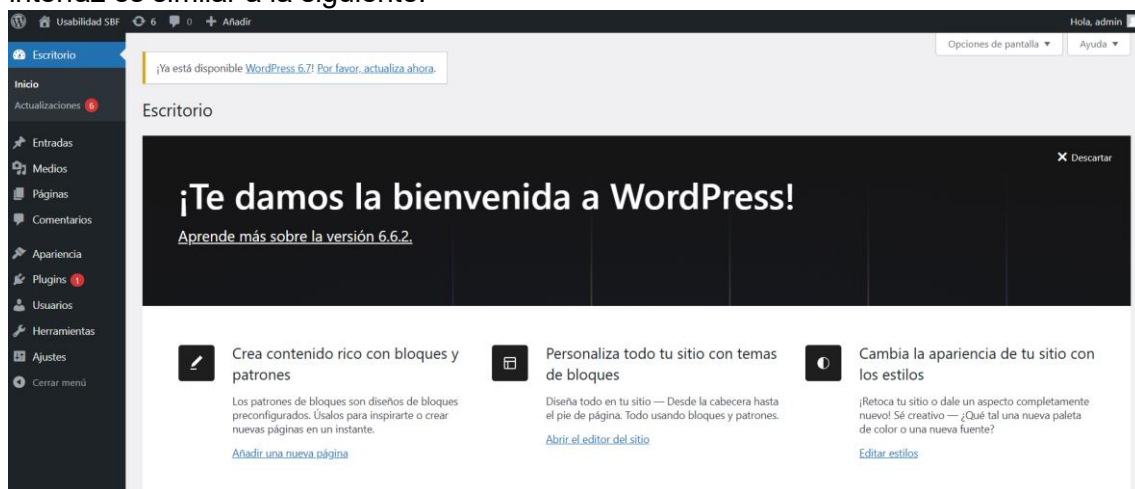 interfaz es similar a la siguiente.
Usabilidad SBF 6 0 + Añadir Hola, admin
Opciones de pantalla ▼ Ayuda ▼
Escritorio
Inicio
Actualizaciones 6
Entradas
Medios
Páginas
Comentarios
Apariencia
Plugins 1
Usuarios
Herramientas
Ajustes
Cerrar menú
¡Ya está disponible WordPress 6.7! Por favor, actualiza ahora.
Escritorio
✕ Descartar
¡Te damos la bienvenida a WordPress!
Aprende más sobre la versión 6.6.2.
Crea contenido rico con bloques y
patrones
Los patrones de bloques son diseños de bloques
preconfigurados. Úsalos para inspirarte o crear
nuevas páginas en un instante.
Añadir una nueva página
Personaliza todo tu sitio con temas
de bloques
Diseña todo en tu sitio — Desde la cabecera hasta
el pie de página. Todo usando bloques y patrones.
Abrir el editor del sitio
Cambia la apariencia de tu sitio con
los estilos
¡Retoca tu sitio o dale un aspecto completamente
nuevo! Sé creativo — ¿Qué tal una nueva paleta
de color o una nueva fuente?
Editar estilos